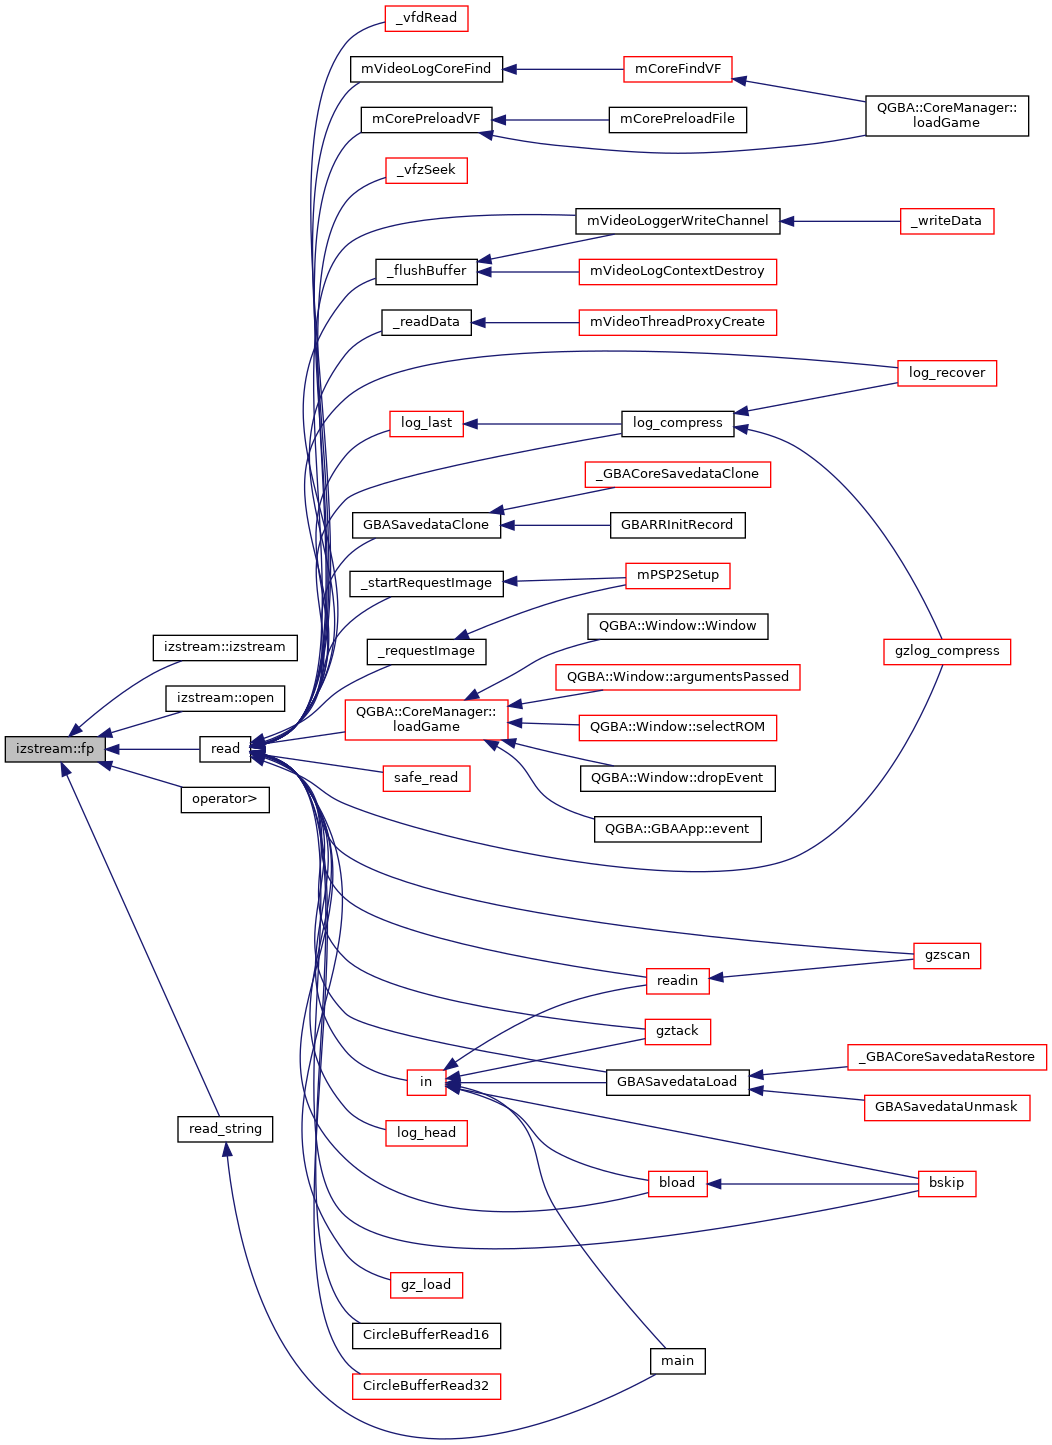 _vfdRead
mVideoLogCoreFind
mCoreFindVF
QGBA::CoreManager::
loadGame
mCorePreloadVF
mCorePreloadFile
_vfzSeek
mVideoLoggerWriteChannel
_writeData
_flushBuffer
mVideoLogContextDestroy
_readData
mVideoThreadProxyCreate
log_recover
log_last
log_compress
_GBACoreSavedataClone
GBASavedataClone
GBARRInitRecord
_startRequestImage
mPSP2Setup
QGBA::Window::Window
izstream::izstream
_requestImage
gzlog_compress
QGBA::Window::argumentsPassed
izstream::open
QGBA::CoreManager::
loadGame
QGBA::Window::selectROM
izstream::fp
read
safe_read
QGBA::Window::dropEvent
operator>
QGBA::GBAApp::event
gzscan
readin
gztack
_GBACoreSavedataRestore
in
GBASavedataLoad
GBASavedataUnmask
read_string
log_head
bload
bskip
gz_load
CircleBufferRead16
main
CircleBufferRead32